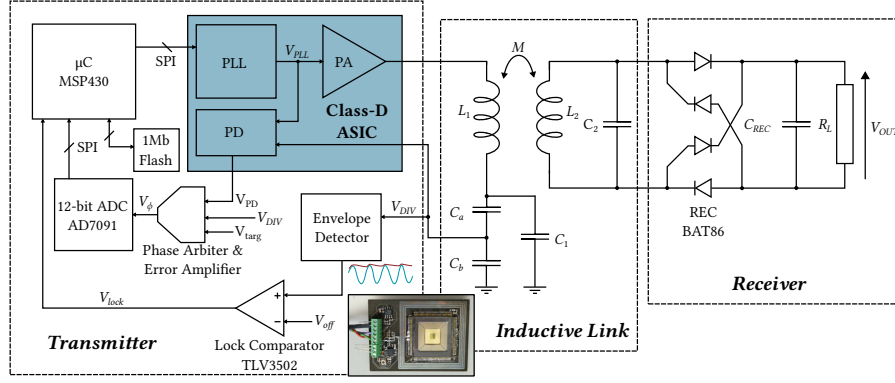 μC
MSP430
SPI
PLL
V_PLL
PA
Class-D
ASIC
PD
SPI
1Mb
Flash
12-bit ADC
AD7091
V_ϕ
V_PD
V_DIV
V_targ
Phase Arbiter &
Error Amplifier
Envelope
Detector
V_DIV
V_lock
+
−
V_off
Lock Comparator
TLV3502
Transmitter
M
L_1
L_2
C_2
C_a
C_b
C_1
Inductive Link
C_REC
R_L
V_OUT
REC
BAT86
Receiver